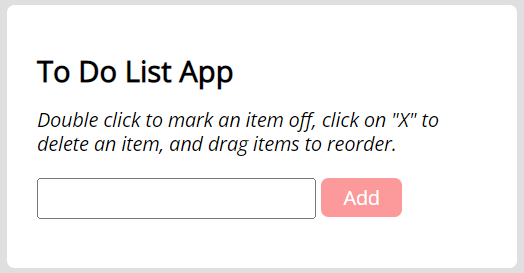 To Do List App
Double click to mark an item off, click on "X" to
delete an item, and drag items to reorder.
Add